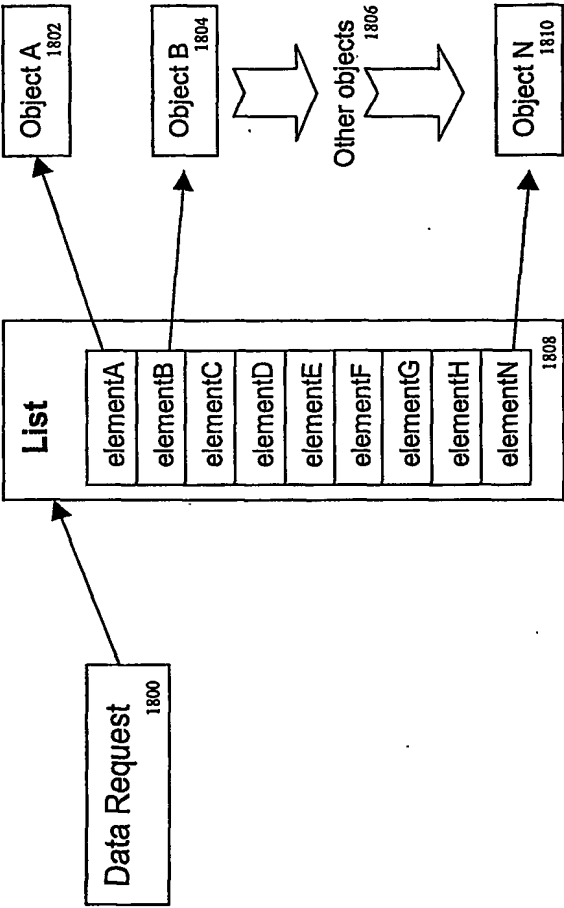 Data Request
1800
List
elementA
elementB
elementC
elementD
elementE
elementF
elementG
elementH
elementN
1808
Object A
1802
Object B
1804
Other objects
1806
Object N
1810